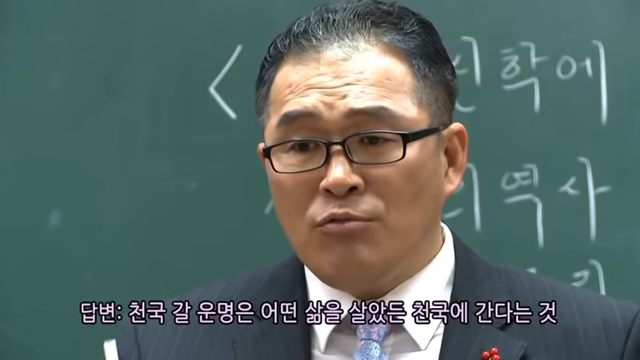 < 신학에
역사
답변: 천국 갈 운명은 어떤 삶을 살았든 천국에 간다는 것